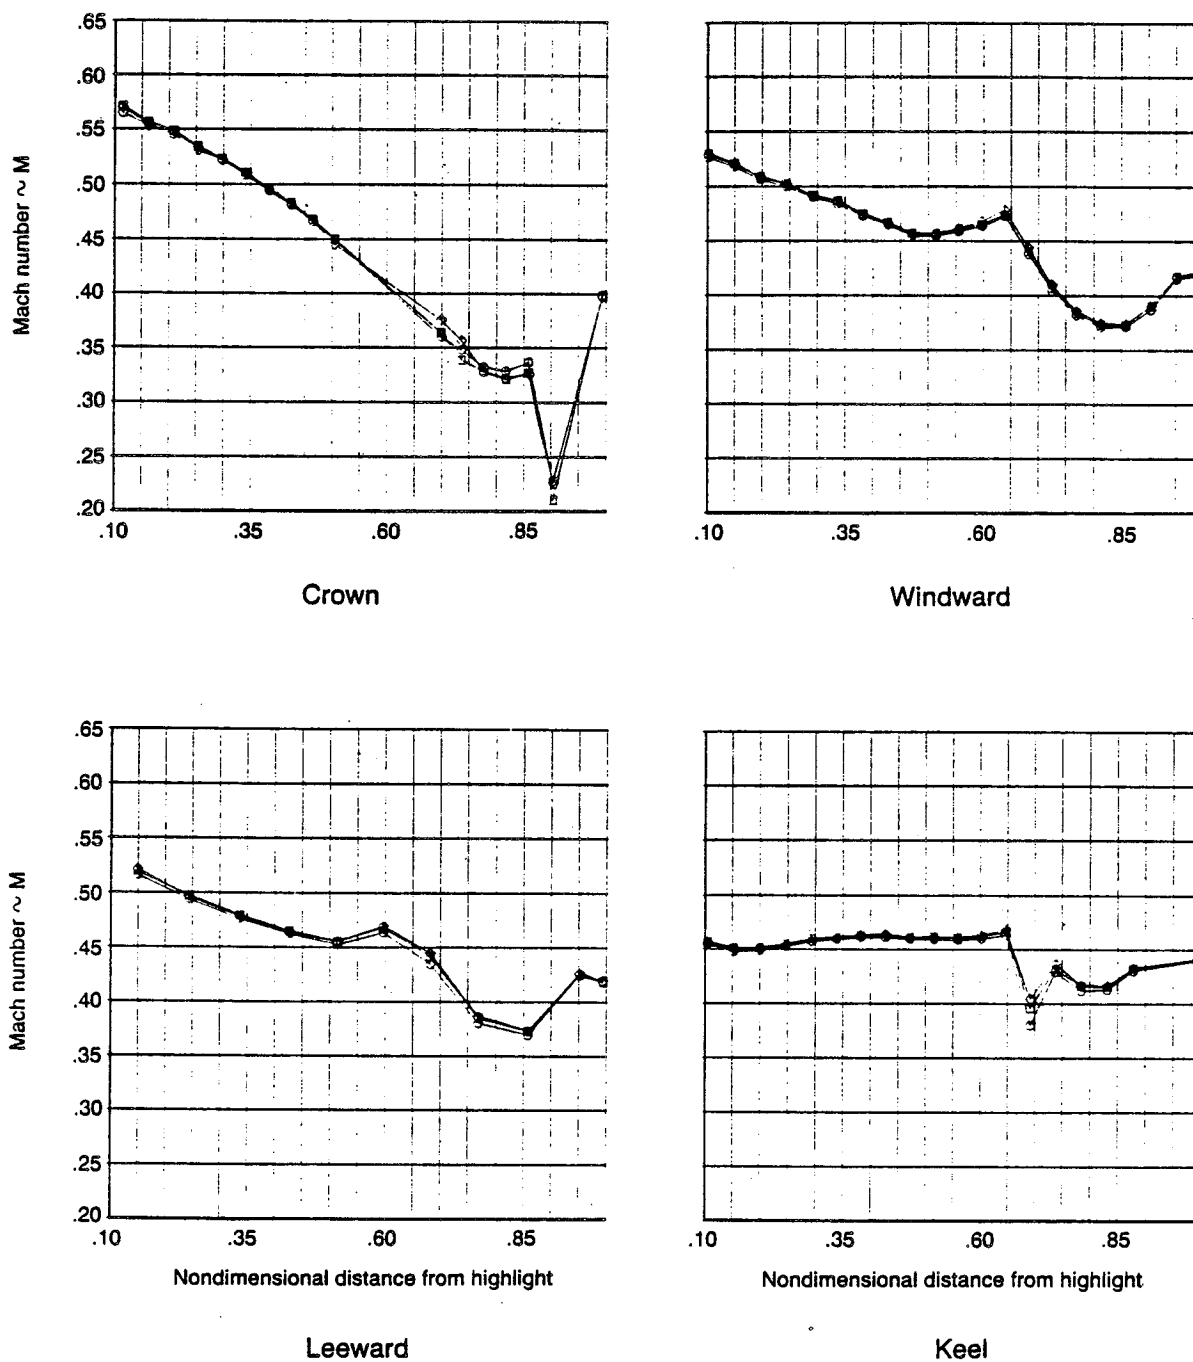 .65
.60
.55
.50
.45
.40
.35
.30
.25
.20
Mach number ~ M
.10 .35 .60 .85
Crown
.10 .35 .60 .85
Windward
.65
.60
.55
.50
.45
.40
.35
.30
.25
.20
Mach number ~ M
.10 .35 .60 .85
Nondimensional distance from highlight
Leeward
.10 .35 .60 .85
Nondimensional distance from highlight
Keel